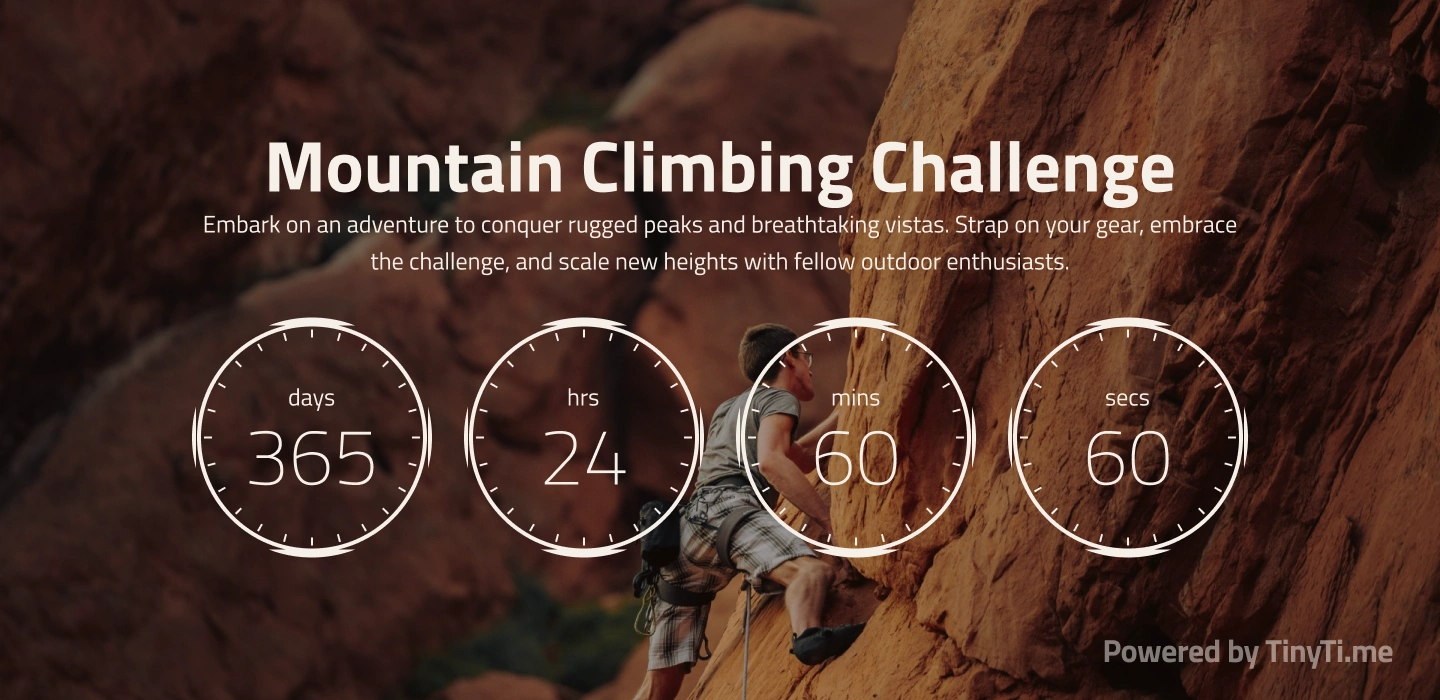 Mountain Climbing Challenge
Embark on an adventure to conquer rugged peaks and breathtaking vistas. Strap on your gear, embrace
the challenge, and scale new heights with fellow outdoor enthusiasts.
days
365
hrs
24
mins
60
secs
60
Powered by TinyTi.me